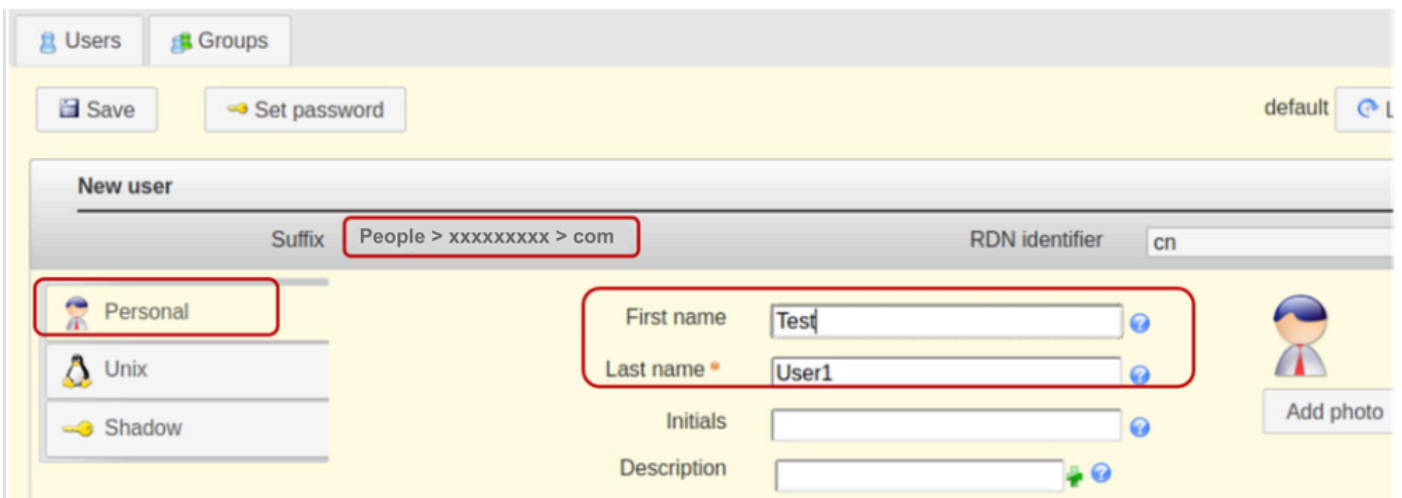 Users Groups
Save Set password default
New user
Suffix People > xxxxxxxxx > com RDN identifier cn
Personal First name Test
Unix Last name * User1
Shadow Initials Add photo
Description